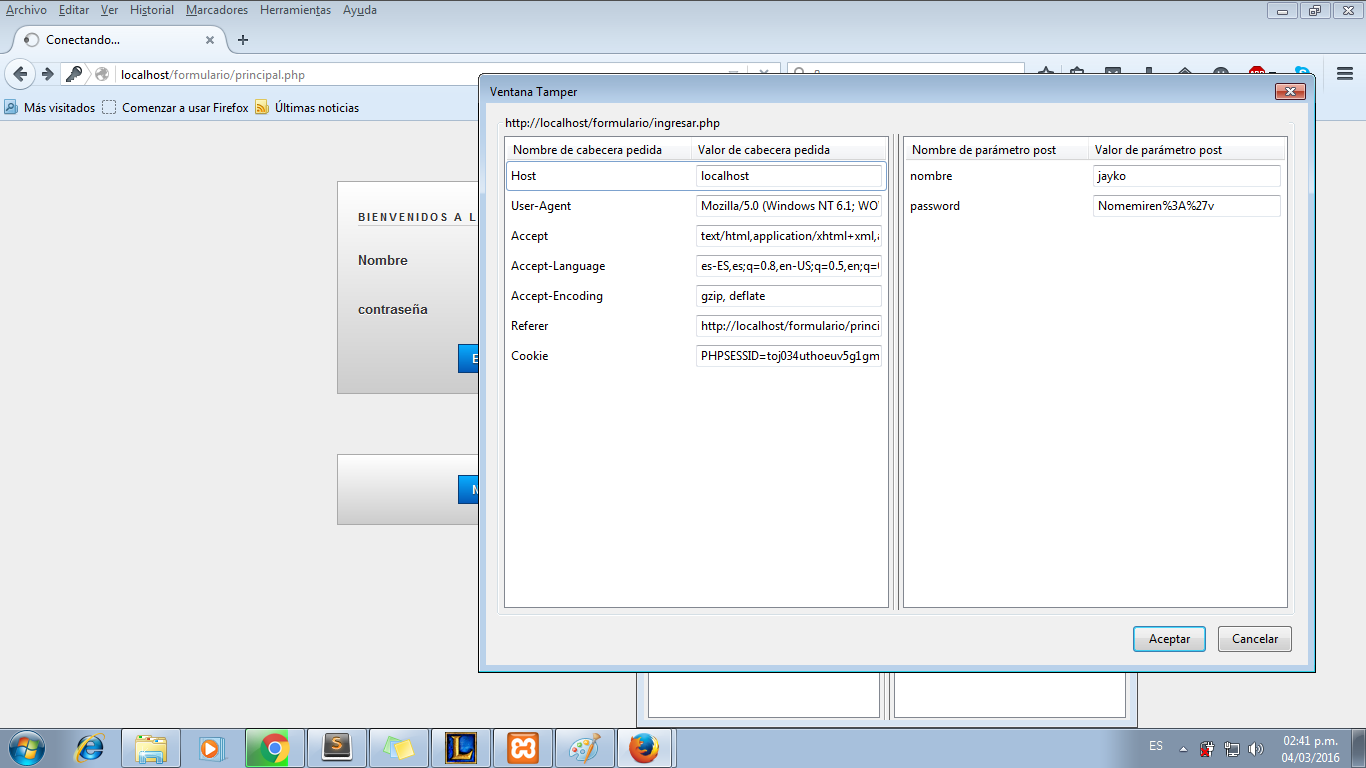 Archivo Editar Ver Historial Marcadores Herramientas Ayuda
Conectando...
localhost/formulario/principal.php
Más visitados Comenzar a usar Firefox Últimas noticias
BIENVENIDOS A L
Nombre
contraseña
E
Ventana Tamper
http://localhost/formulario/ingresar.php
Nombre de cabecera pedida Valor de cabecera pedida
Host localhost
User-Agent Mozilla/5.0 (Windows NT 6.1; WO
Accept text/html,application/xhtml+xml,
Accept-Language es-ES,es;q=0.8,en-US;q=0.5,en;q=
Accept-Encoding gzip, deflate
Referer http://localhost/formulario/princi
Cookie PHPSESSID=toj034uthoeuv5g1gm
Nombre de parámetro post Valor de parámetro post
nombre jayko
password Nomemiren%3A%27v
Aceptar Cancelar
ES
02:41 p.m.
04/03/2016